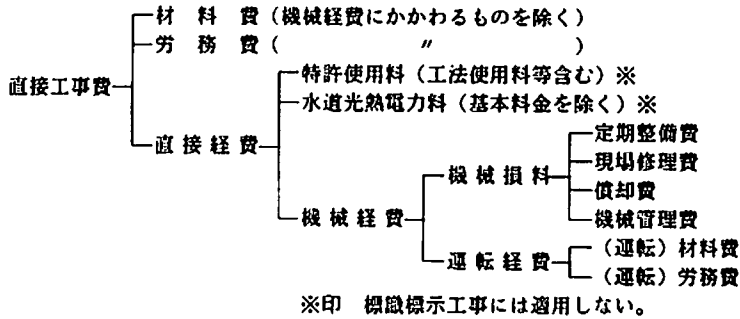 材料費（機械経費にかかわるものを除く）
労務費（〃）
直接工事費
特許使用料（工法使用料等含む）※
水道光熱電力料（基本料金を除く）※
直接経費
定期整備費
現場修理費
機械損料
償却費
機械経費
機械管理費
（運転）材料費
運転経費
（運転）労務費
※印　標識標示工事には適用しない。